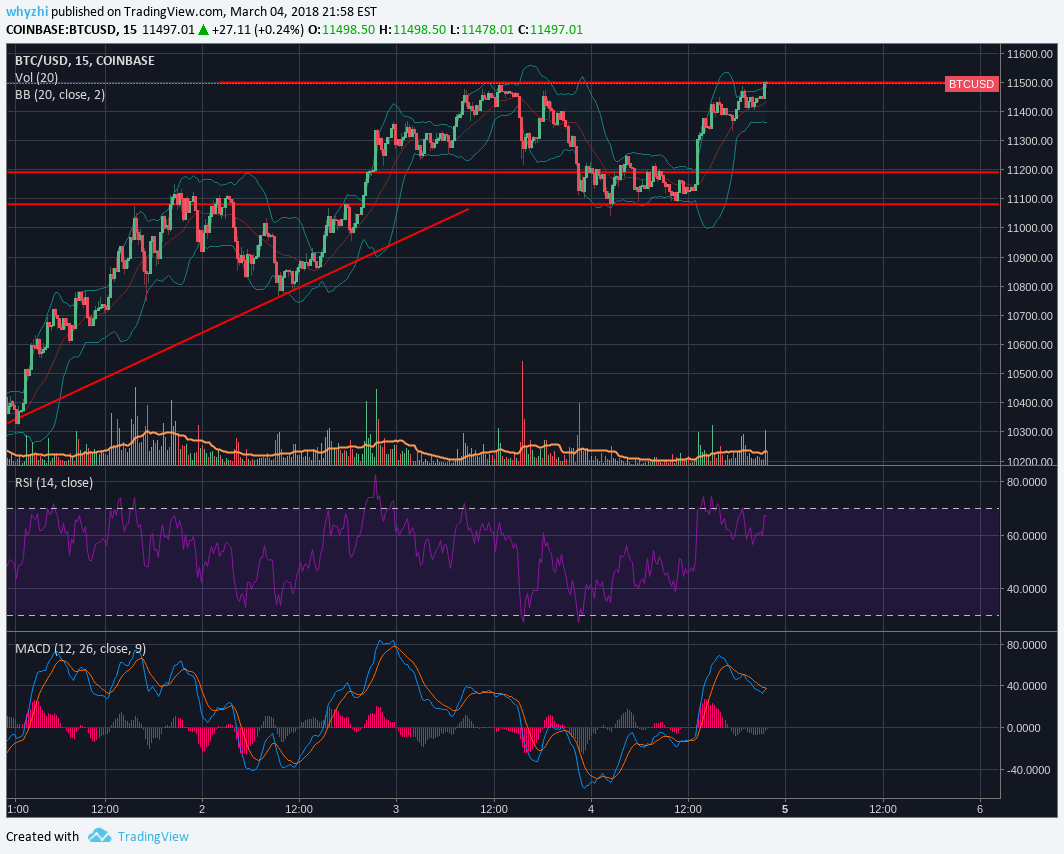 whyzhi published on TradingView.com, March 04, 2018 21:58 EST
COINBASE:BTCUSD, 15 11497.01 ▲ +27.11 (+0.24%) O:11498.50 H:11498.50 L:11478.01 C:11497.01
BTC/USD, 15, COINBASE
Vol (20)
BB (20, close, 2)
11600.00
11500.00
BTCUSD
11400.00
11300.00
11200.00
11100.00
11000.00
10900.00
10800.00
10700.00
10600.00
10500.00
10400.00
10300.00
10200.00
RSI (14, close)
80.0000
60.0000
40.0000
MACD (12, 26, close, 9)
80.0000
40.0000
0.0000
-40.0000
1:00 12:00 2 12:00 3 12:00 4 12:00 5 12:00 6
Created with TradingView